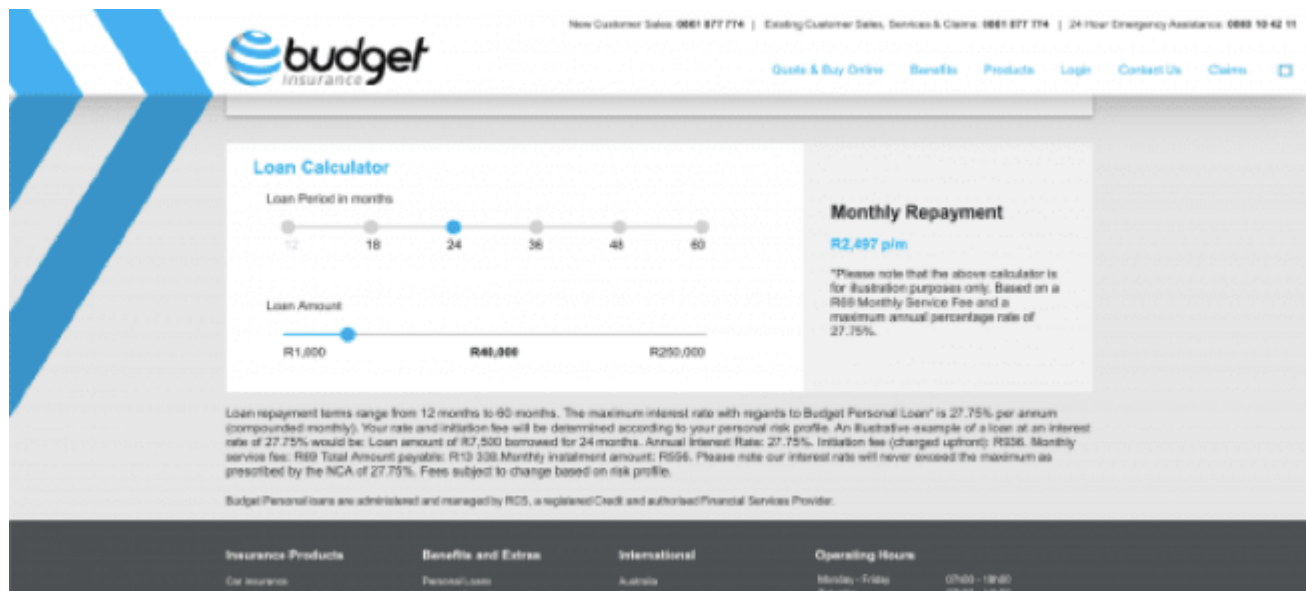 New Customer Sales: 0861 877 774 | Existing Customer Sales, Services & Claims: 0861 877 774 | 24 Hour Emergency Assistance: 0860 10 42 11
budget
insurance
Quote & Buy Online Benefits Products Login Contact Us Claims
Loan Calculator
Loan Period in months
12 18 24 36 48 60
Loan Amount
R1,000 R40,000 R250,000
Monthly Repayment
R2,497 p/m
*Please note that the above calculator is
for illustration purposes only. Based on a
R69 Monthly Service Fee and a
maximum annual percentage rate of
27.75%.
Loan repayment terms range from 12 months to 60 months. The maximum interest rate with regards to Budget Personal Loan* is 27.75% per annum
(compounded monthly). Your rate and initiation fee will be determined according to your personal risk profile. An illustrative example of a loan at an interest
rate of 27.75% would be: Loan amount of R7,500 borrowed for 24 months. Annual Interest Rate: 27.75%. Initiation fee (charged upfront): R936. Monthly
service fee: R69 Total Amount payable: R13 338.Monthly instalment amount: R556. Please note our interest rate will never exceed the maximum as
prescribed by the NCA of 27.75%. Fees subject to change based on risk profile.
Budget Personal loans are administered and managed by RCS, a registered Credit and authorised Financial Services Provider.
Insurance Products Benefits and Extras International Operating Hours
Car insurance Personal Loans Australia Monday - Friday 07h00 - 19h00